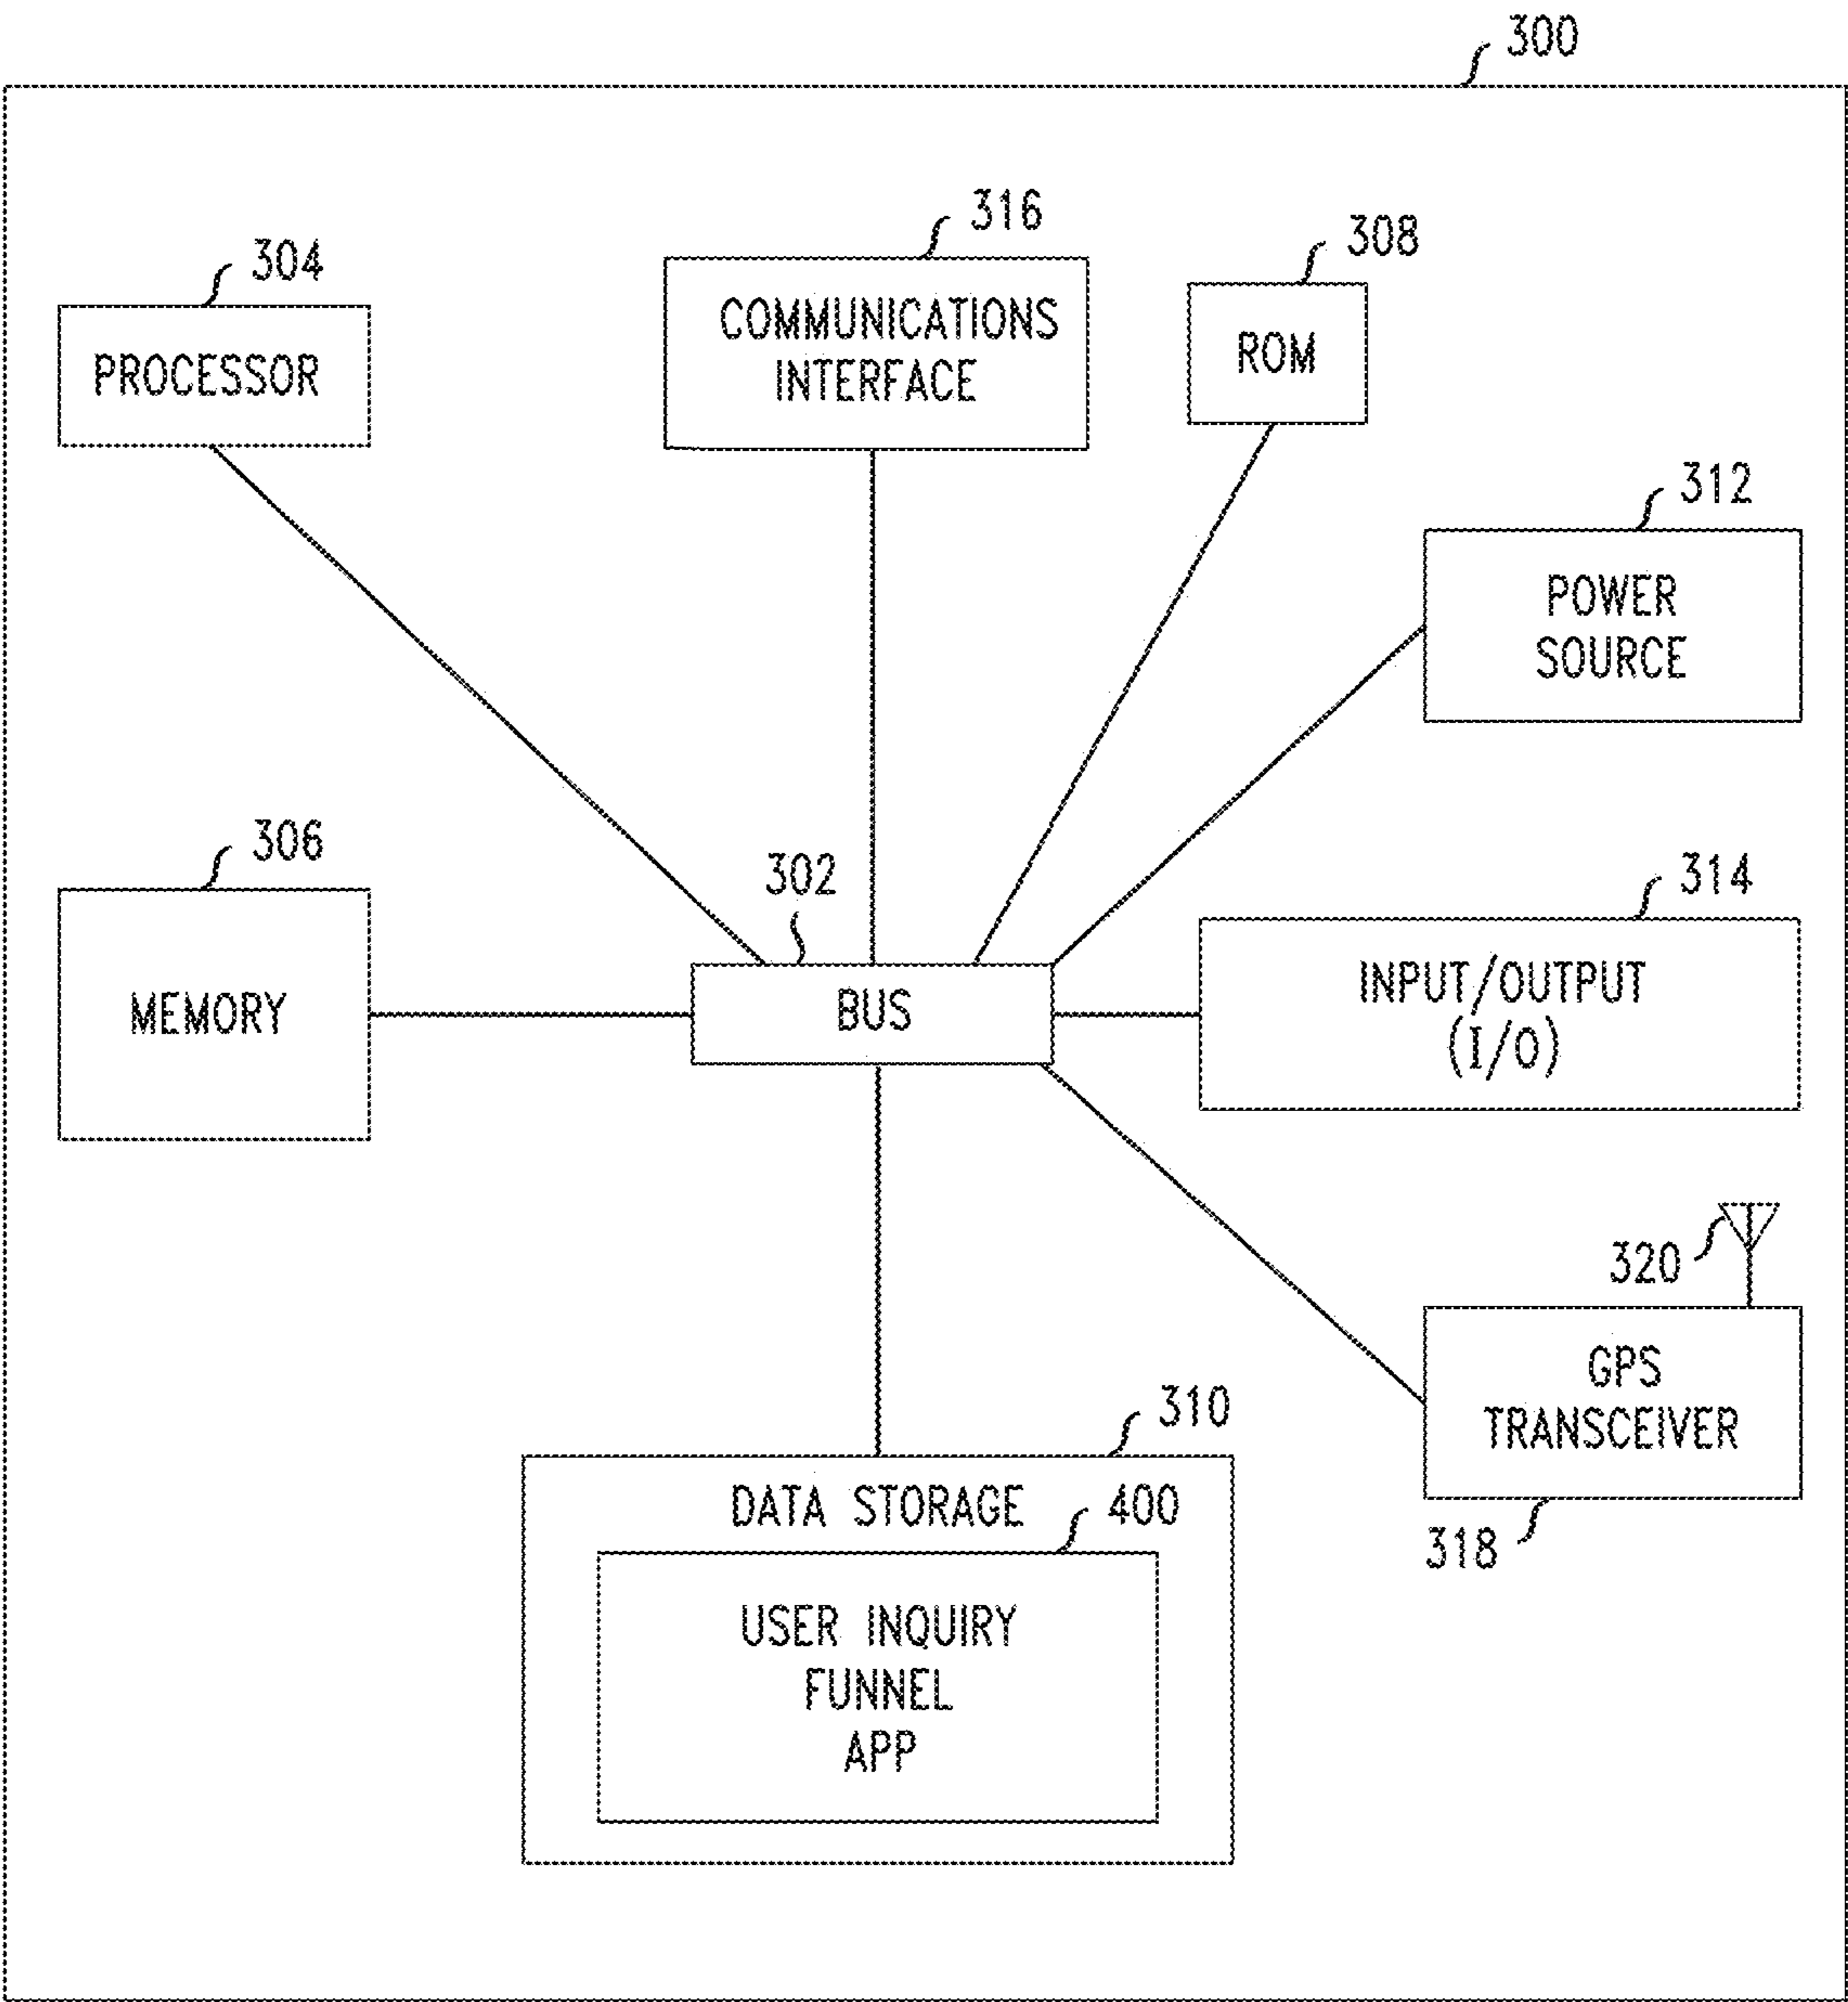 300
316
308
304
COMMUNICATIONS
INTERFACE
ROM
PROCESSOR
312
POWER
SOURCE
306
302
314
MEMORY
BUS
INPUT/OUTPUT
(I/O)
320
GPS
TRANSCEIVER
318
310
DATA STORAGE
400
USER INQUIRY
FUNNEL
APP